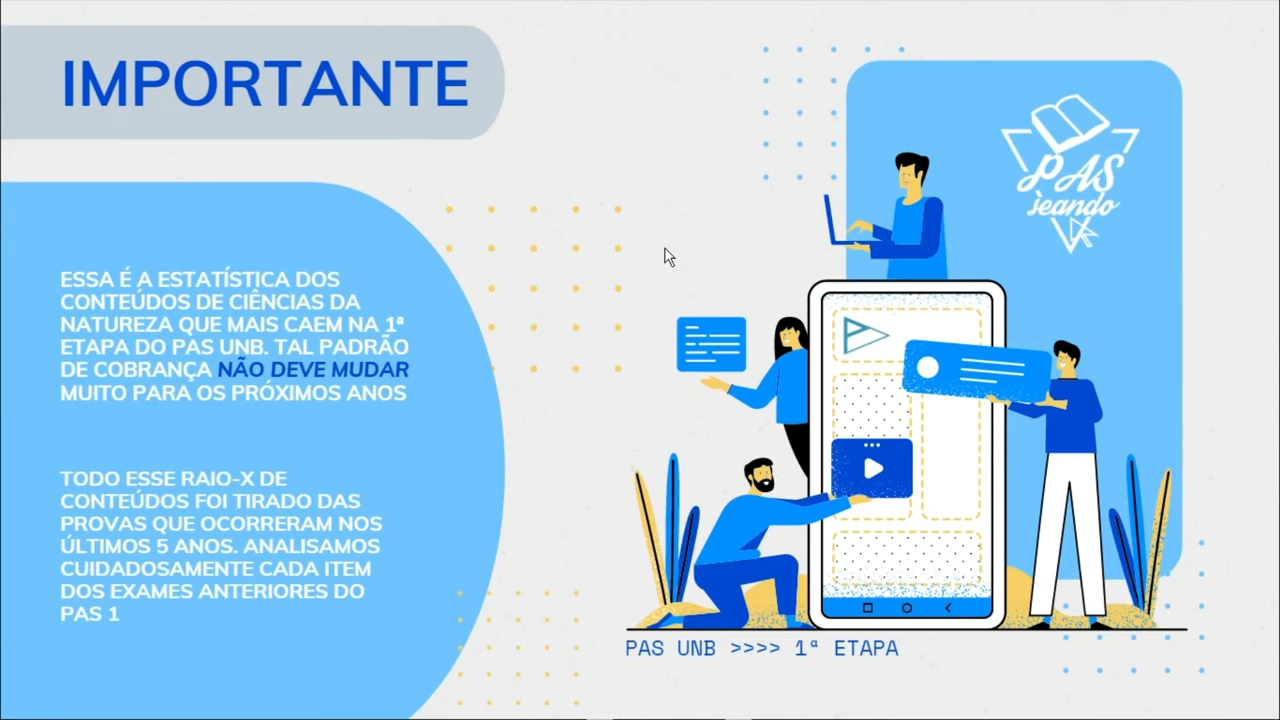 IMPORTANTE
ESSA É A ESTATÍSTICA DOS
CONTEÚDOS DE CIÊNCIAS DA
NATUREZA QUE MAIS CAEM NA 1ª
ETAPA DO PAS UNB. TAL PADRÃO
DE COBRANÇA NÃO DEVE MUDAR
MUITO PARA OS PRÓXIMOS ANOS
TODO ESSE RAIO-X DE
CONTEÚDOS FOI TIRADO DAS
PROVAS QUE OCORRERAM NOS
ÚLTIMOS 5 ANOS. ANALISAMOS
CUIDADOSAMENTE CADA ITEM
DOS EXAMES ANTERIORES DO
PAS 1
PAS
jeando
PAS UNB >>>> 1ª ETAPA